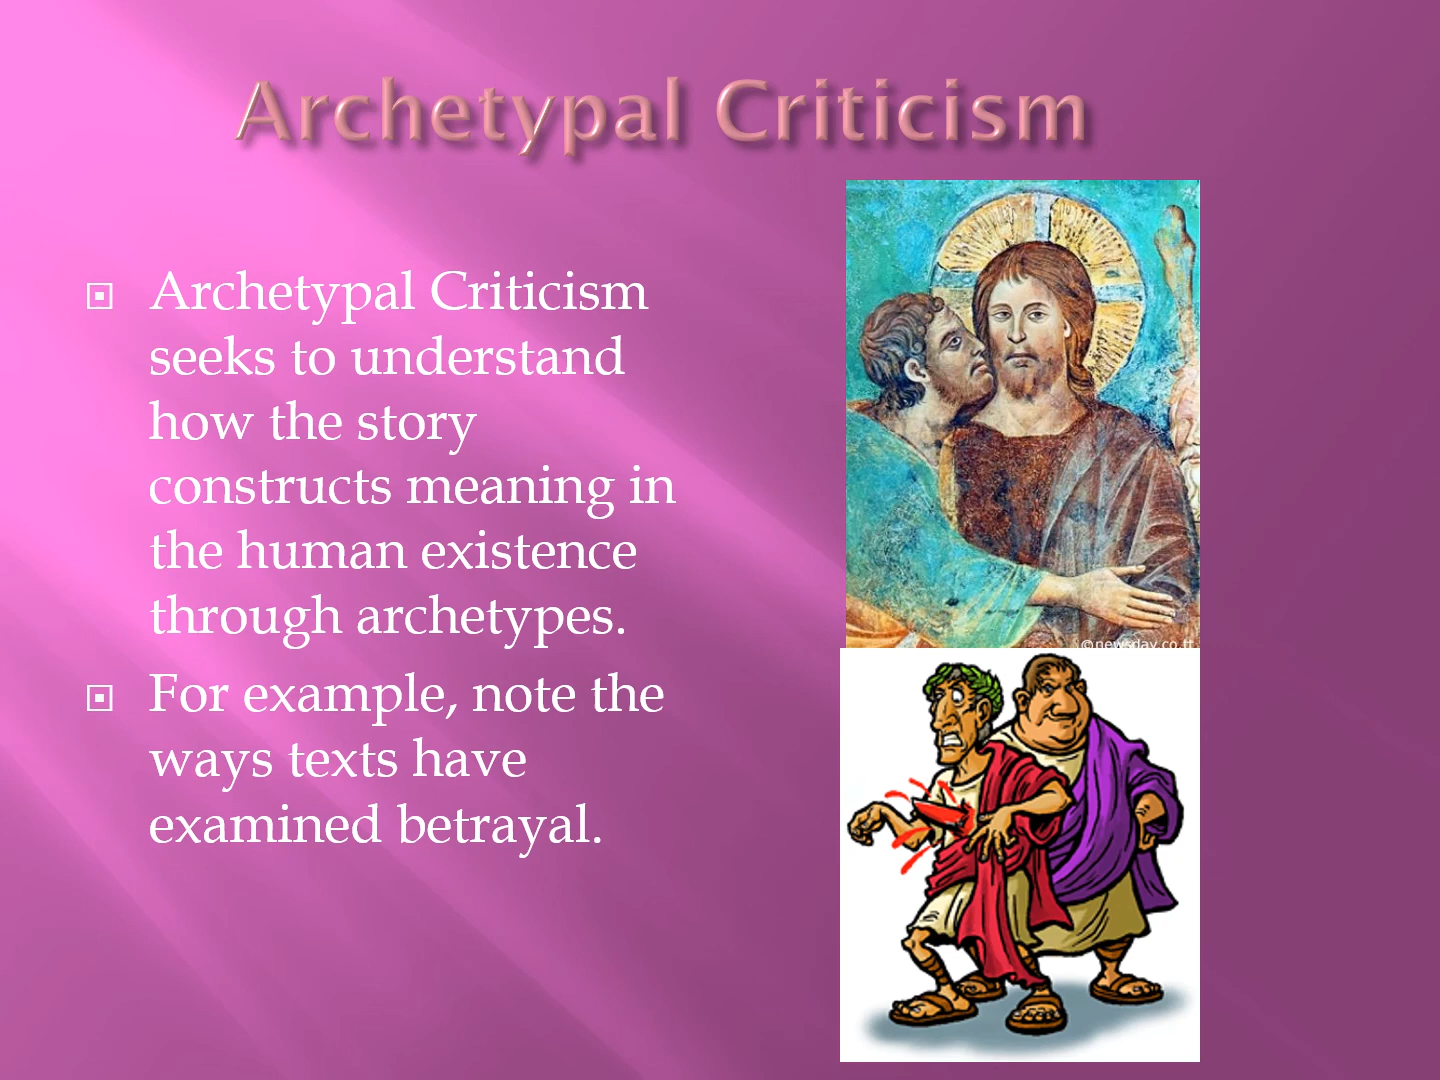 Archetypal Criticism
Archetypal Criticism
seeks to understand
how the story
constructs meaning in
the human existence
through archetypes.
For example, note the
ways texts have
examined betrayal.
©newsday.co.tt